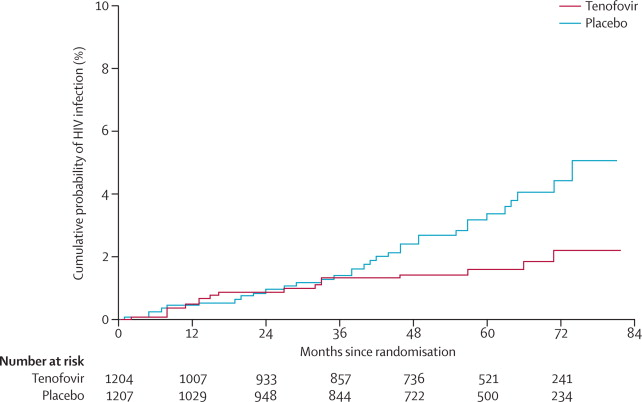 Tenofovir
Placebo
10
8
6
4
2
0
Cumulative probability of HIV infection (%)
0 12 24 36 48 60 72 84
Months since randomisation
Number at risk
Tenofovir 1204 1007 933 857 736 521 241
Placebo 1207 1029 948 844 722 500 234